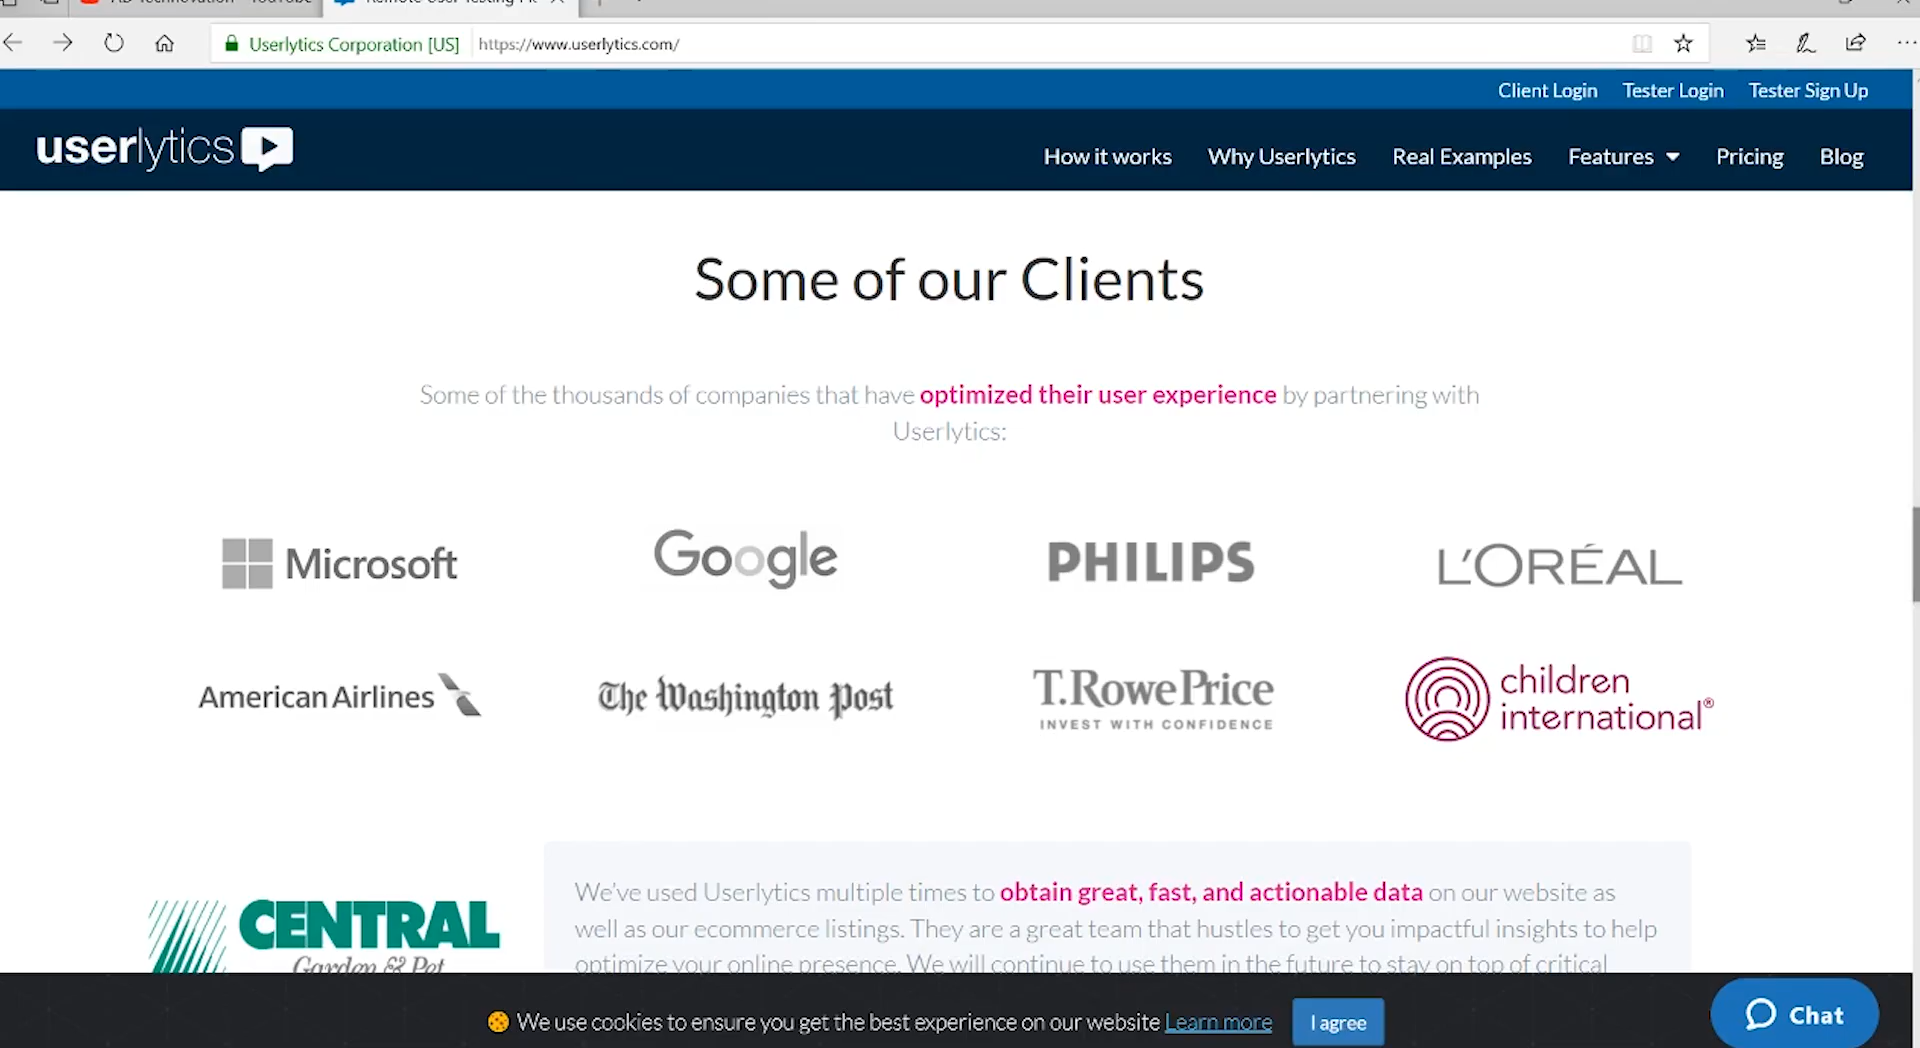 AD Technovation - YouTube
Remote User Testing Pl
Userlytics Corporation [US]
https://www.userlytics.com/
Client Login
Tester Login
Tester Sign Up
userlytics
How it works
Why Userlytics
Real Examples
Features
Pricing
Blog
Some of our Clients
Some of the thousands of companies that have optimized their user experience by partnering with
Userlytics:
Microsoft
Google
PHILIPS
L'ORÉAL
American Airlines
The Washington Post
T.RowePrice
INVEST WITH CONFIDENCE
children
international®
CENTRAL
Garden & Pet
We've used Userlytics multiple times to obtain great, fast, and actionable data on our website as
well as our ecommerce listings. They are a great team that hustles to get you impactful insights to help
optimize your online presence. We will continue to use them in the future to stay on top of critical
We use cookies to ensure you get the best experience on our website Learn more
I agree
Chat